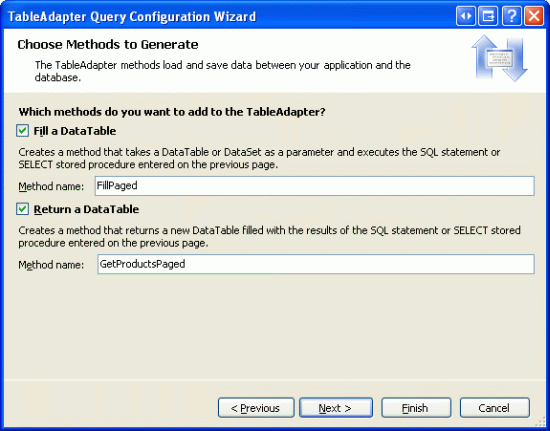 TableAdapter Query Configuration Wizard
Choose Methods to Generate
The TableAdapter methods load and save data between your application and the
database.
Which methods do you want to add to the TableAdapter?
Fill a DataTable
Creates a method that takes a DataTable or DataSet as a parameter and executes the SQL statement or
SELECT stored procedure entered on the previous page.
Method name: FillPaged
Return a DataTable
Creates a method that returns a new DataTable filled with the results of the SQL statement or SELECT stored
procedure entered on the previous page.
Method name: GetProductsPaged
< Previous Next > Finish Cancel